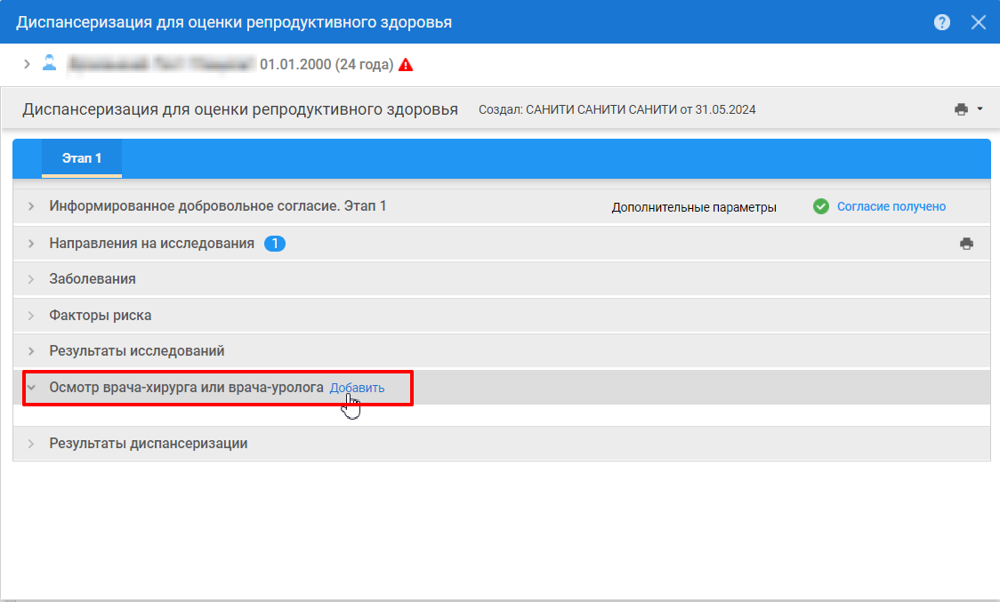 Диспансеризация для оценки репродуктивного здоровья
01.01.2000 (24 года)
Диспансеризация для оценки репродуктивного здоровья Создал: САНИТИ САНИТИ САНИТИ от 31.05.2024
Этап 1
Информированное добровольное согласие. Этап 1 Дополнительные параметры Согласие получено
Направления на исследования 1
Заболевания
Факторы риска
Результаты исследований
Осмотр врача-хирурга или врача-уролога Добавить
Результаты диспансеризации